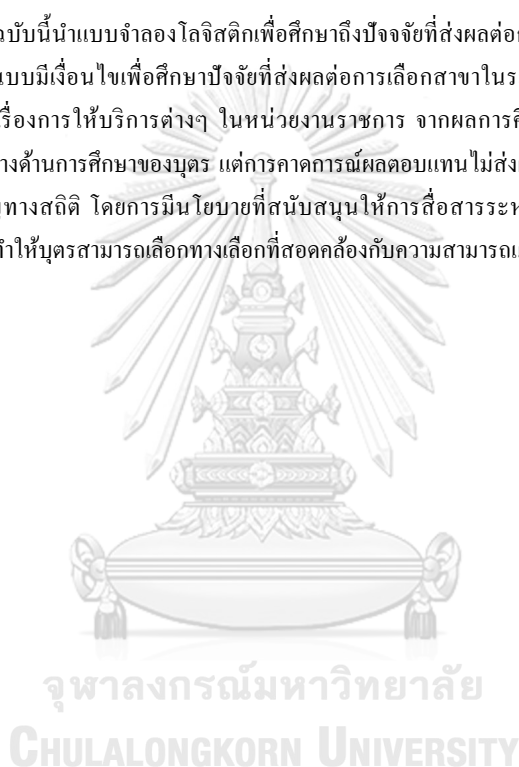 ฉบับนี้นำแบบจำลองโลจิสติกเพื่อศึกษาถึงปัจจัยที่ส่งผลต่อ
แบบมีเงื่อนไขเพื่อศึกษาปัจจัยที่ส่งผลต่อการเลือกสาขาในร
เรื่องการให้บริการต่างๆ ในหน่วยงานราชการ จากผลการศึ
างด้านการศึกษาของบุตร แต่การคาดการณ์ผลตอบแทนไม่ส่ง
ทางสถิติ โดยการมีนโยบายที่สนับสนุนให้การสื่อสารระห
ทำให้บุตรสามารถเลือกทางเลือกที่สอดคล้องกับความสามารถแ
จุฬาลงกรณ์มหาวิทยาลัย
CHULALONGKORN UNIVERSITY